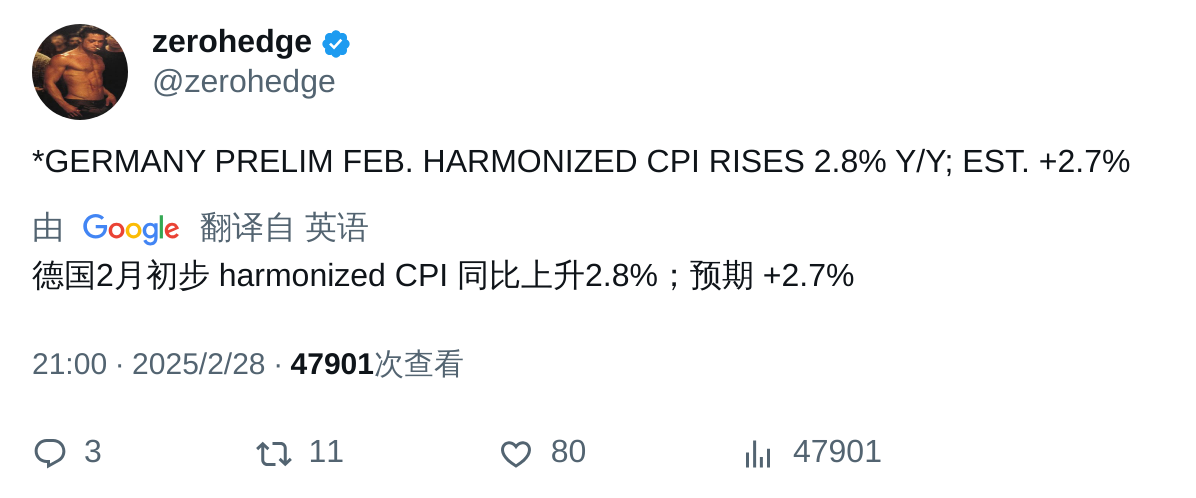 zerohedge
@zerohedge
*GERMANY PRELIM FEB. HARMONIZED CPI RISES 2.8% Y/Y; EST. +2.7%
由 Google 翻译自 英语
德国2月初步 harmonized CPI 同比上升2.8%；预期 +2.7%
21:00 · 2025/2/28 · 47901次查看
3 11 80 47901